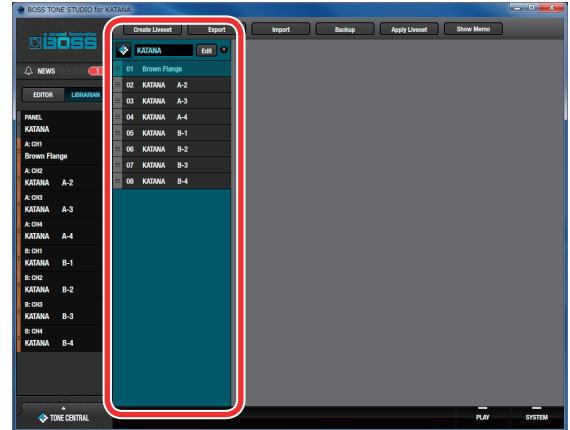 BOSS TONE STUDIO for KATANA
Create Liveset Export Import Backup Apply Liveset Show Memo
a sound innovator
BOSS
NEWS 1
EDITOR LIBRARIAN
PANEL
KATANA
A: CH1
Brown Flange
A: CH2
KATANA A-2
A: CH3
KATANA A-3
A: CH4
KATANA A-4
B: CH1
KATANA B-1
B: CH2
KATANA B-2
B: CH3
KATANA B-3
B: CH4
KATANA B-4
KATANA Edit
01 Brown Flange
02 KATANA A-2
03 KATANA A-3
04 KATANA A-4
05 KATANA B-1
06 KATANA B-2
07 KATANA B-3
08 KATANA B-4
TONE CENTRAL
PLAY SYSTEM